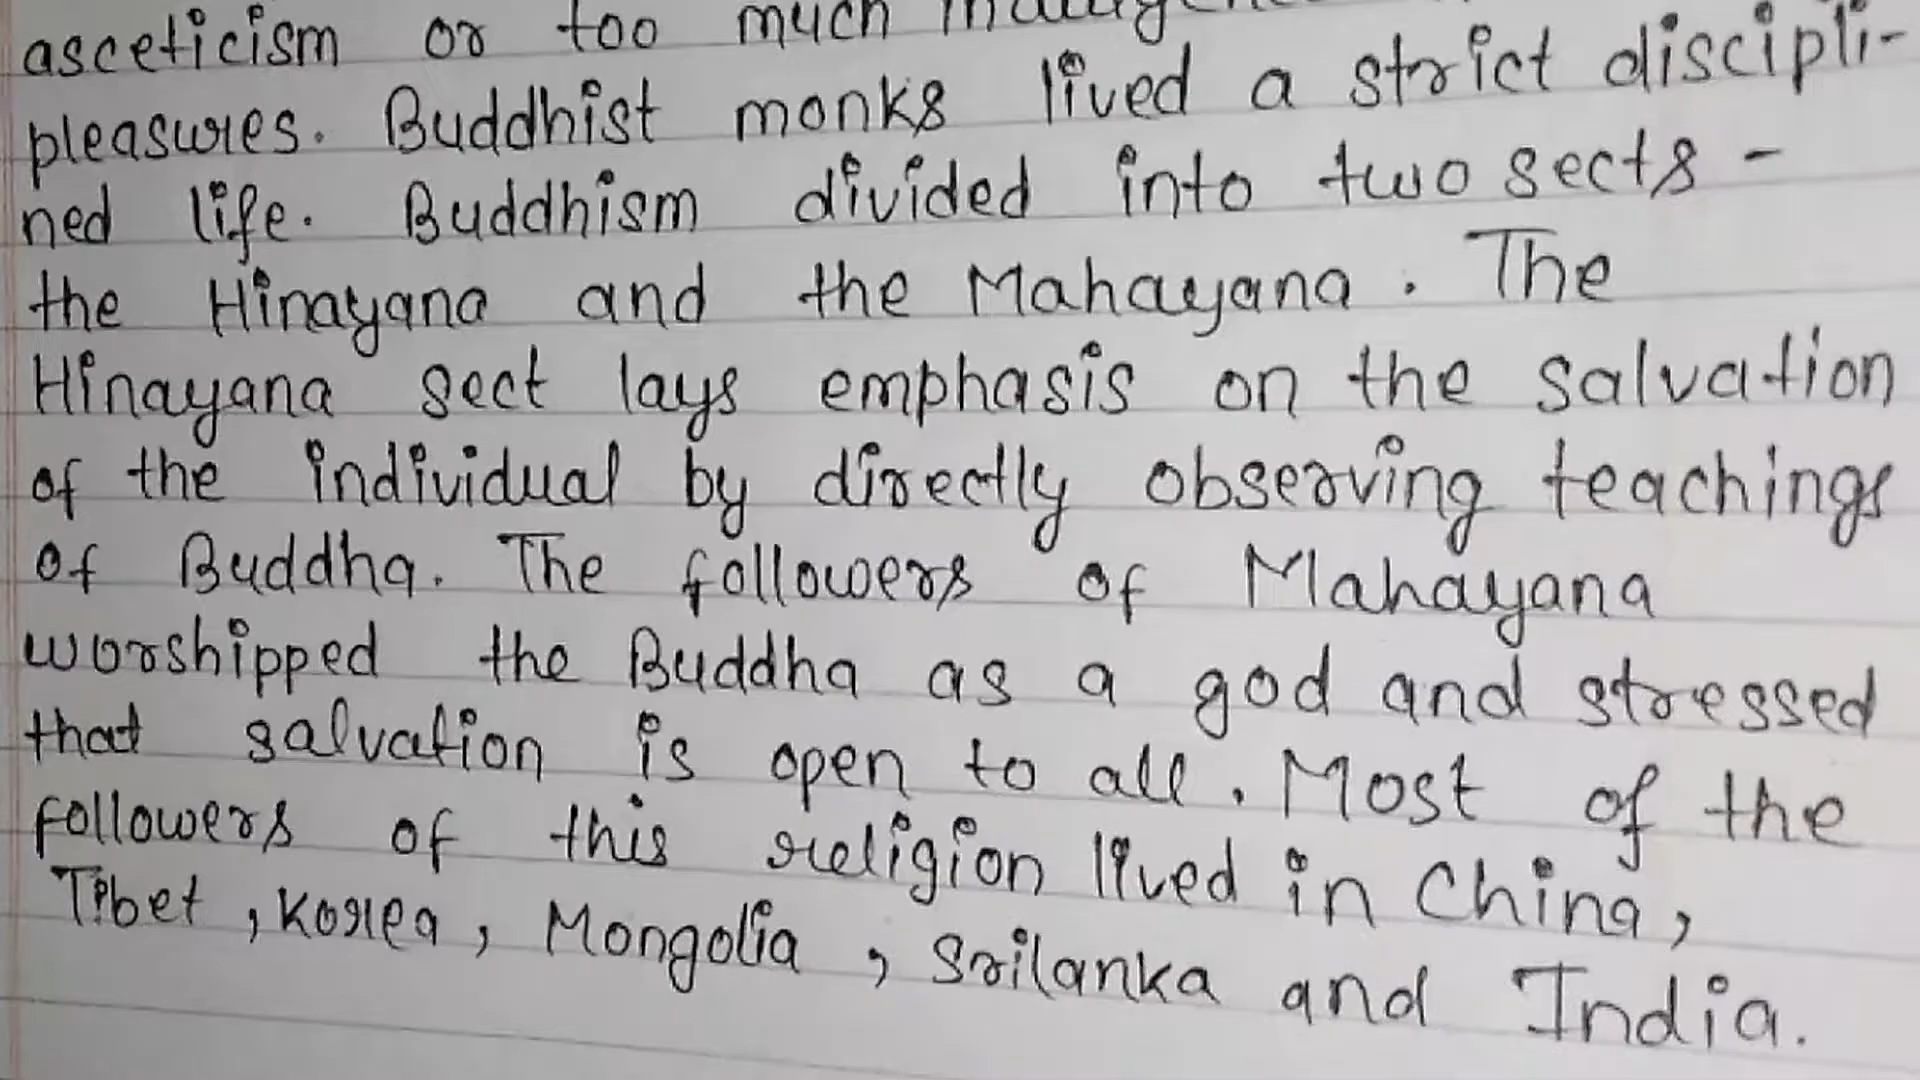 asceticism or too much
pleasures. Buddhist monks lived a strict discipli-
ned life. Buddhism divided into two sects -
the Hinayana and the Mahayana. The
Hinayana sect lays emphasis on the salvation
of the individual by directly observing teachings
of Buddha. The followers of Mahayana
worshipped the Buddha as a god and stressed
that salvation is open to all. Most of the
followers of this religion lived in China,
Tibet, Korea, Mongolia, Srilanka and India.